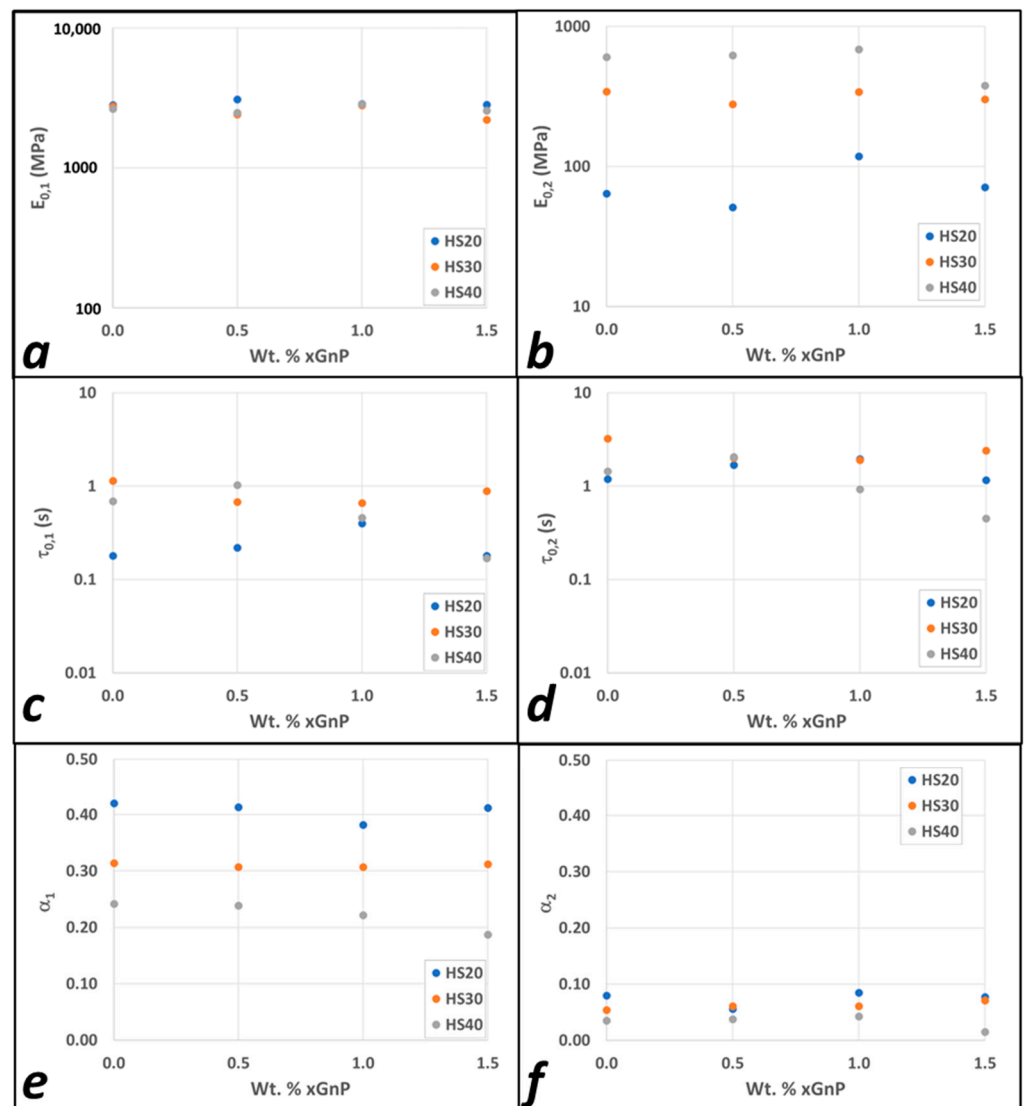 10,000
1000
100
E0,1 (MPa)
HS20
HS30
HS40
0.0 0.5 1.0 1.5
Wt. % xGnP
a
1000
100
10
E0,2 (MPa)
HS20
HS30
HS40
0.0 0.5 1.0 1.5
Wt. % xGnP
b
10
1
0.1
0.01
τ0,1 (s)
HS20
HS30
HS40
0.0 0.5 1.0 1.5
Wt. % xGnP
c
10
1
0.1
0.01
τ0,2 (s)
HS20
HS30
HS40
0.0 0.5 1.0 1.5
Wt. % xGnP
d
0.50
0.40
0.30
0.20
0.10
0.00
α1
HS20
HS30
HS40
0.0 0.5 1.0 1.5
Wt. % xGnP
e
0.50
0.40
0.30
0.20
0.10
0.00
α2
HS20
HS30
HS40
0.0 0.5 1.0 1.5
Wt. % xGnP
f